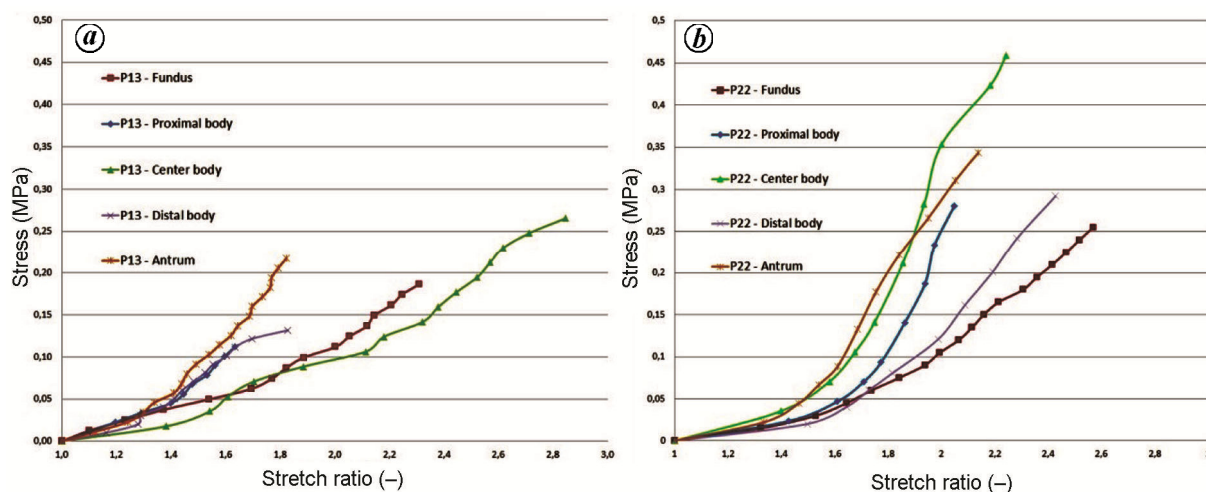 a
Stress (MPa)
0,50
0,45
0,40
0,35
0,30
0,25
0,20
0,15
0,10
0,05
0,00
P13 - Fundus
P13 - Proximal body
P13 - Center body
P13 - Distal body
P13 - Antrum
1,0 1,2 1,4 1,6 1,8 2,0 2,2 2,4 2,6 2,8 3,0
Stretch ratio (–)
b
Stress (MPa)
0,5
0,45
0,4
0,35
0,3
0,25
0,2
0,15
0,1
0,05
0
P22 - Fundus
P22 - Proximal body
P22 - Center body
P22 - Distal body
P22 - Antrum
1 1,2 1,4 1,6 1,8 2 2,2 2,4 2,6 2,8
Stretch ratio (–)